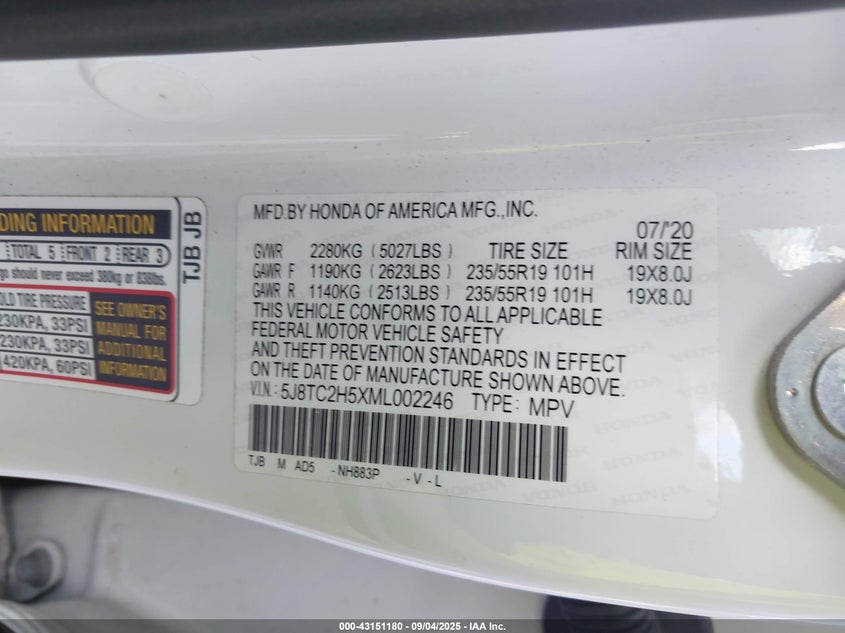 DING INFORMATION
TOTAL 5 FRONT 2 REAR 3
go should never exceed 380kg or 838lbs.
OLD TIRE PRESSURE
230KPA, 33PSI
230KPA, 33PSI
420KPA, 60PSI
SEE OWNER'S
MANUAL FOR
ADDITIONAL
INFORMATION
TJB JB
MFD.BY HONDA OF AMERICA MFG.,INC.
07/'20
GVWR 2280KG (5027LBS) TIRE SIZE RIM SIZE
GAWR F 1190KG (2623LBS) 235/55R19 101H 19X8.0J
GAWR R 1140KG (2513LBS) 235/55R19 101H 19X8.0J
THIS VEHICLE CONFORMS TO ALL APPLICABLE
FEDERAL MOTOR VEHICLE SAFETY
AND THEFT PREVENTION STANDARDS IN EFFECT
ON THE DATE OF MANUFACTURE SHOWN ABOVE.
V.I.N.: 5J8TC2H5XML002246 TYPE: MPV
TJB M AD5 -NH883P -V-L
000-43151180 | 09/04/2025 - IAA Inc.